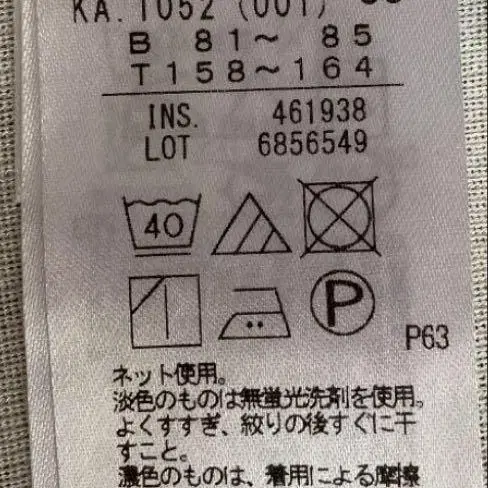 KA.1052 (001)
B 81～ 85
T158～164
INS. 461938
LOT 6856549
40
P
P63
ネット使用。
淡色のものは無蛍光洗剤を使用。
よくすすぎ、絞りの後すぐに干
すこと。
濃色のものは、着用による摩擦